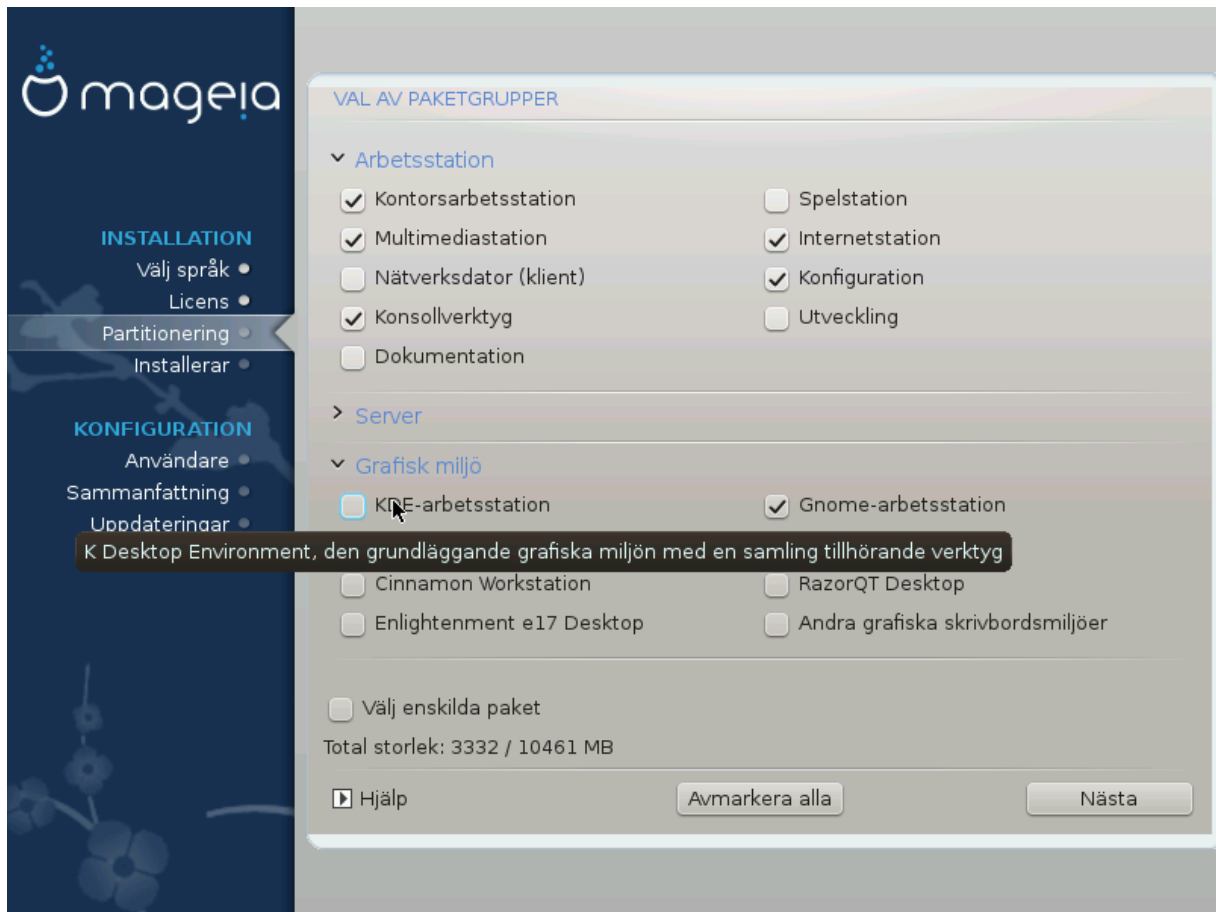 mageia
INSTALLATION
Välj språk
Licens
Partitionering
Installerar
KONFIGURATION
Användare
Sammanfattning
Uppdateringar
VAL AV PAKETGRUPPER
Arbetsstation
Kontorsarbetsstation
Spelstation
Multimediastation
Internetstation
Nätverksdator (klient)
Konfiguration
Konsollverktyg
Utveckling
Dokumentation
Server
Grafisk miljö
KDE-arbetsstation
Gnome-arbetsstation
K Desktop Environment, den grundläggande grafiska miljön med en samling tillhörande verktyg
Cinnamon Workstation
RazorQT Desktop
Enlightenment e17 Desktop
Andra grafiska skrivbordsmiljöer
Välj enskilda paket
Total storlek: 3332 / 10461 MB
Hjälp
Avmarkera alla
Nästa